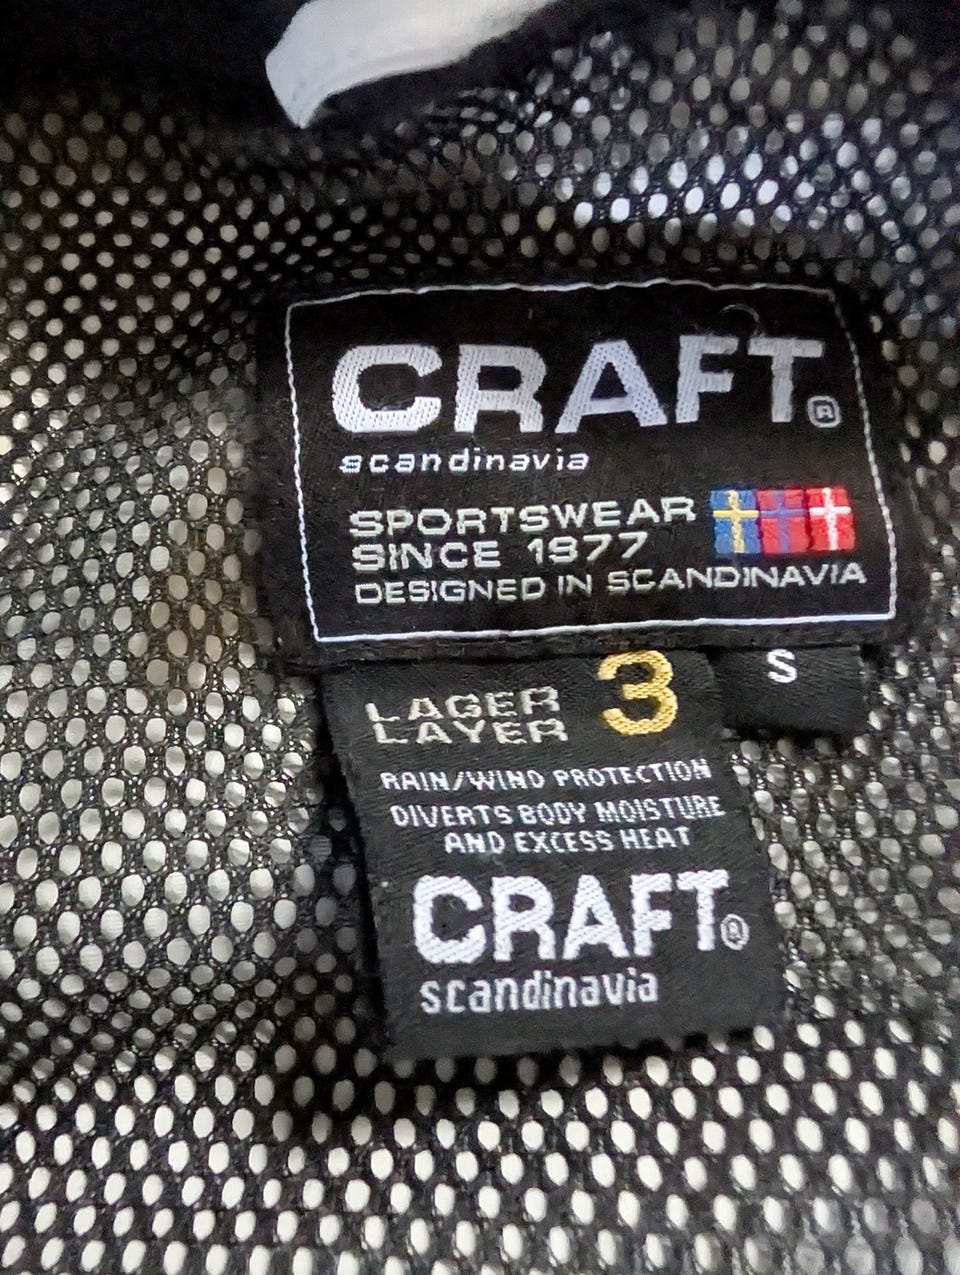 CRAFT®
scandinavia
SPORTSWEAR
SINCE 1977
DESIGNED IN SCANDINAVIA
S
LAGER 3
LAYER
RAIN/WIND PROTECTION
DIVERTS BODY MOISTURE
AND EXCESS HEAT
CRAFT®
scandinavia